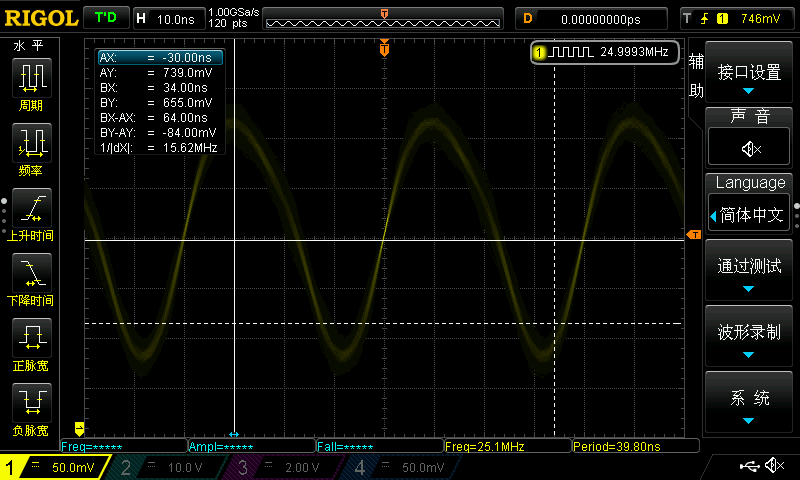 RIGOL T'D H 10.0ns 1.00GSa/s 120 pts T D 0.00000000ps T 1 746mV
水 平
周期
频率
上升时间
下降时间
正脉宽
负脉宽
T
1 24.9993MHz
AX: = -30.00ns
AY: = 739.0mV
BX: = 34.00ns
BY: = 655.0mV
BX-AX: = 64.00ns
BY-AY: = -84.00mV
1/|dX|: = 15.62MHz
T
辅助
接口设置
声 音
Language
简体中文
通过测试
波形录制
系 统
Freq=***** Ampl=***** Fall=***** Freq=25.1MHz Period=39.80ns
1 = 50.0mV 2 = 10.0 V 3 = 2.00 V 4 = 50.0mV